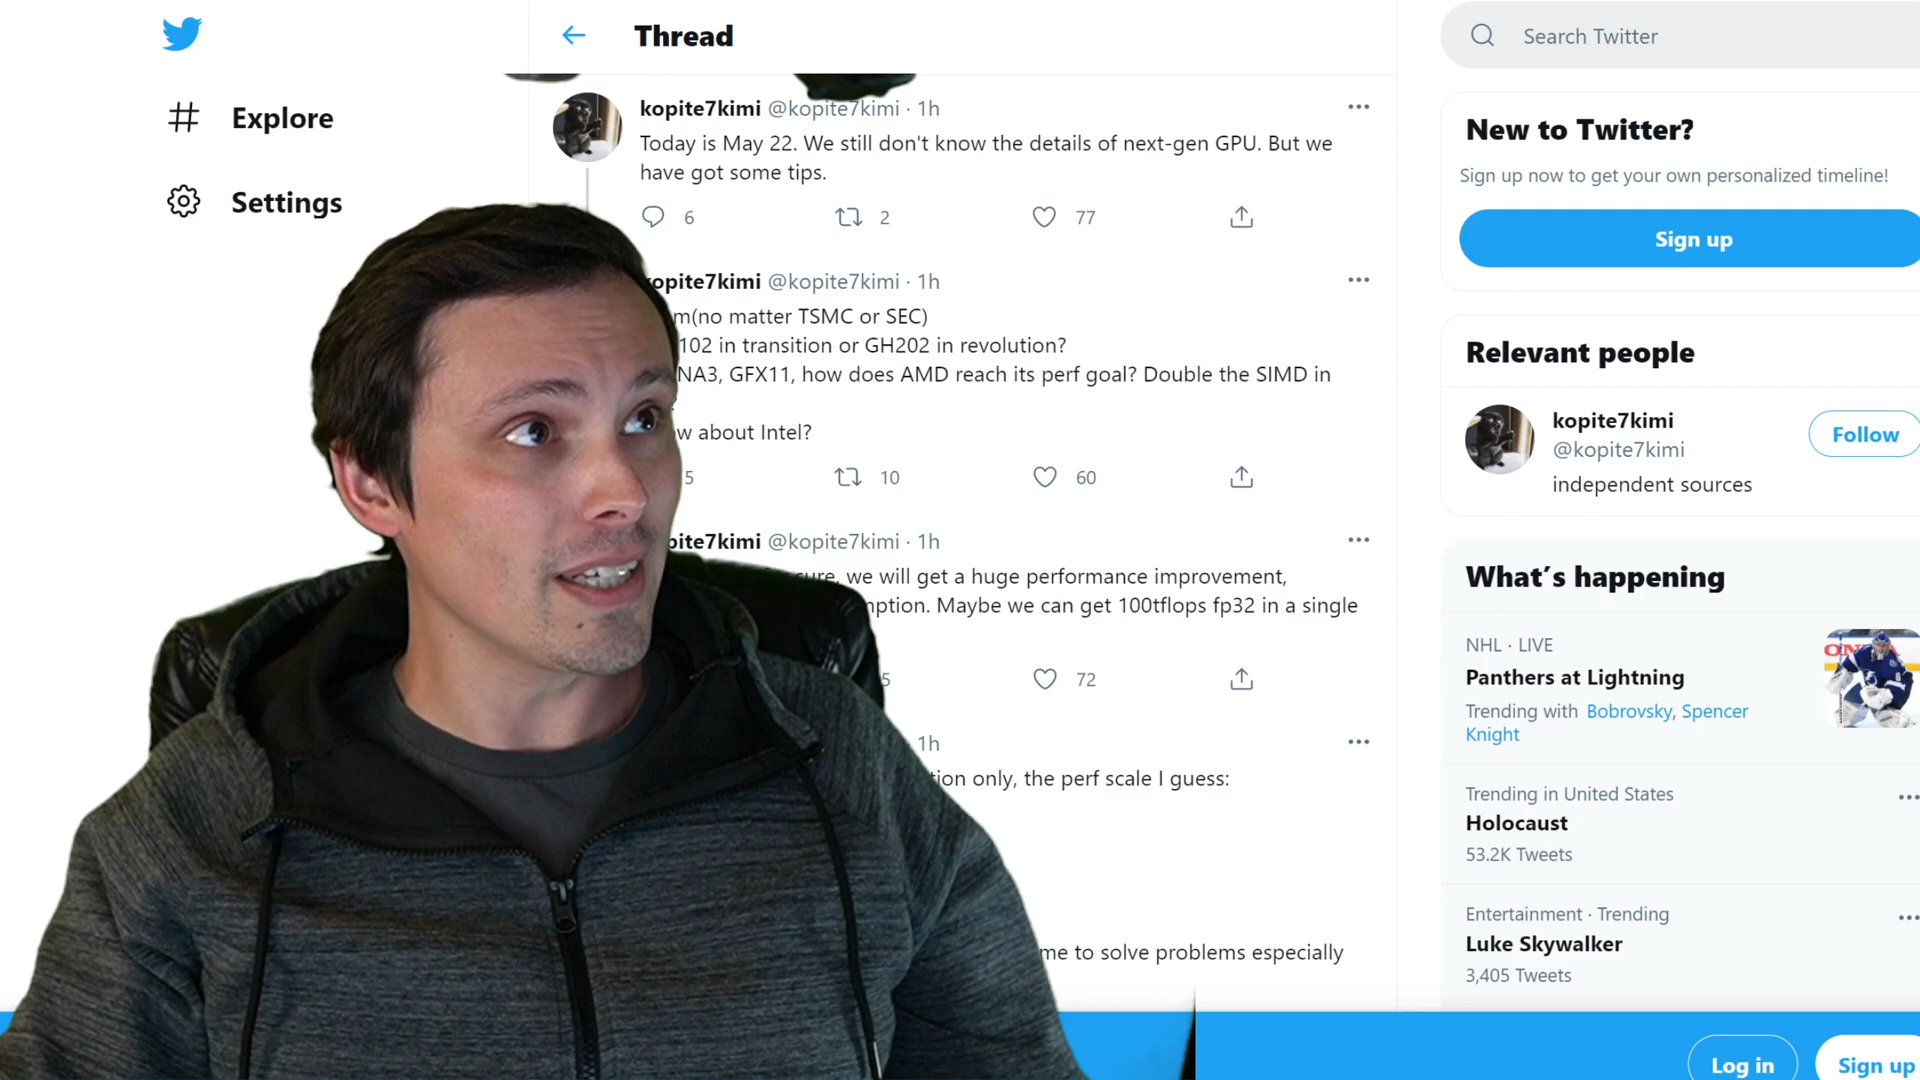 Thread
Search Twitter
Explore
Settings
kopite7kimi @kopite7kimi · 1h
Today is May 22. We still don't know the details of next-gen GPU. But we
have got some tips.
6 2 77
kopite7kimi @kopite7kimi · 1h
(no matter TSMC or SEC)
102 in transition or GH202 in revolution?
GFX11, how does AMD reach its perf goal? Double the SIMD in
about Intel?
5 10 60
@kopite7kimi · 1h
we will get a huge performance improvement,
Maybe we can get 100tflops fp32 in a single
5 72
· 1h
only, the perf scale I guess:
to solve problems especially
New to Twitter?
Sign up now to get your own personalized timeline!
Sign up
Relevant people
kopite7kimi
@kopite7kimi
independent sources
Follow
What's happening
NHL · LIVE
Panthers at Lightning
Trending with Bobrovsky, Spencer
Knight
Trending in United States
Holocaust
53.2K Tweets
Entertainment · Trending
Luke Skywalker
3,405 Tweets
Log in
Sign up